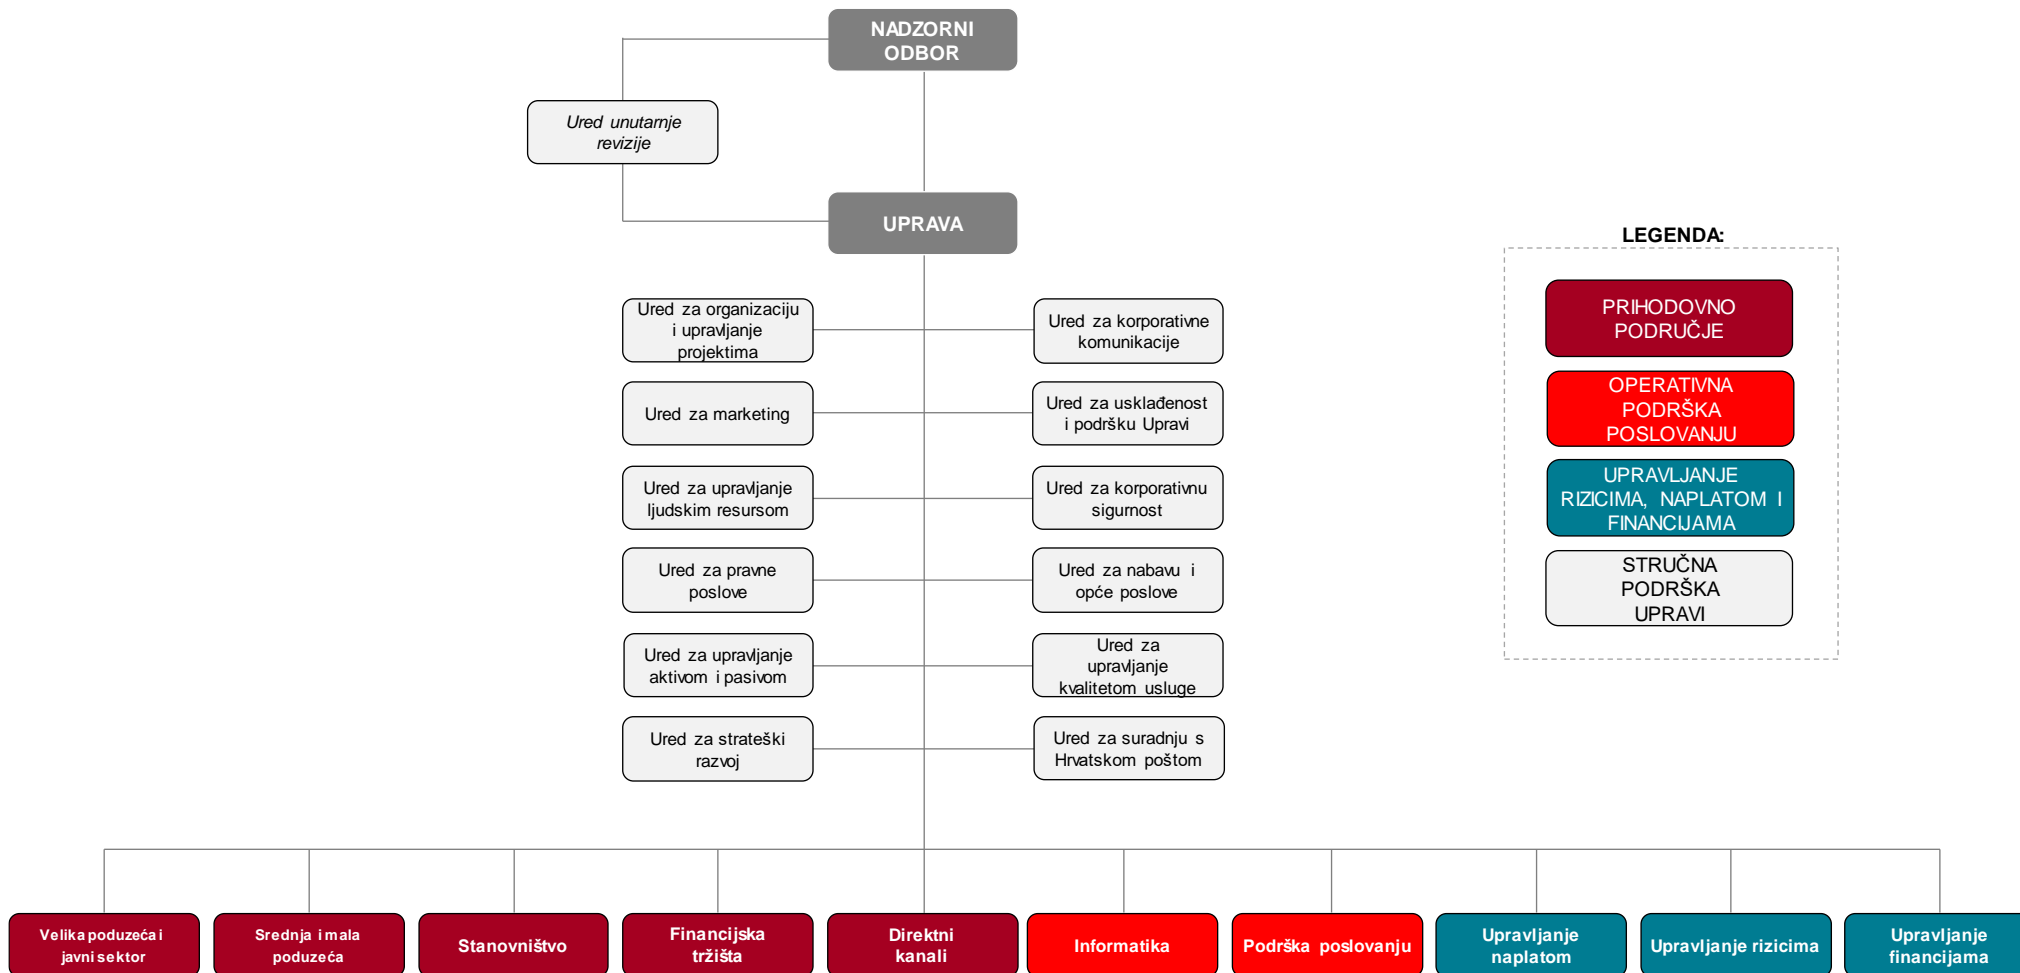 NADZORNI
ODBOR
Ured unutarnje
revizije
UPRAVA
LEGENDA:
Ured za organizaciju
i upravljanje
projektima
Ured za korporativne
komunikacije
Ured za marketing
Ured za usklađenost
i podršku Upravi
Ured za upravljanje
ljudskim resursom
Ured za korporativnu
sigurnost
Ured za pravne
poslove
Ured za nabavu i
opće poslove
Ured za upravljanje
aktivom i pasivom
Ured za
upravljanje
kvalitetom usluge
Ured za strateški
razvoj
Ured za suradnju s
Hrvatskom poštom
PRIHODOVNO
PODRUČJE
OPERATIVNA
PODRŠKA
POSLOVANJU
UPRAVLJANJE
RIZICIMA, NAPLATOM I
FINANCIJAMA
STRUČNA
PODRŠKA
UPRAVI
Velika poduzeća i
javni sektor
Srednja i mala
poduzeća
Stanovništvo
Financijska
tržišta
Direktni
kanali
Informatika
Podrška poslovanju
Upravljanje
naplatom
Upravljanje rizicima
Upravljanje
financijama